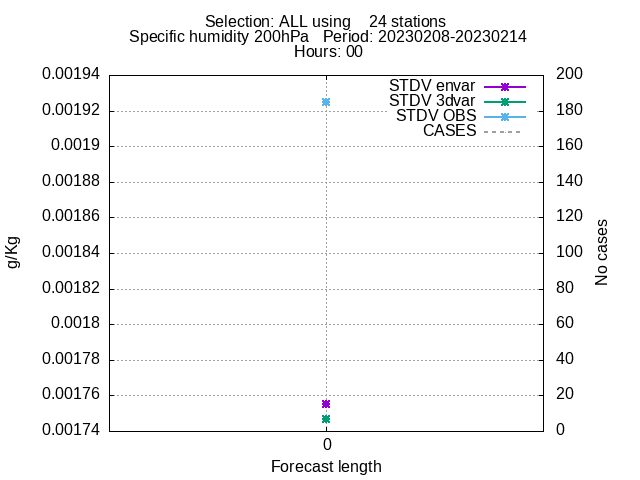 Selection: ALL using    24 stations
Specific humidity 200hPa   Period: 20230208-20230214
Hours: 00
0.00194
0.00192
0.0019
0.00188
0.00186
0.00184
0.00182
0.0018
0.00178
0.00176
0.00174
g/Kg
STDV envar
STDV 3dvar
STDV OBS
CASES
200
180
160
140
120
100
80
60
40
20
0
No cases
0
Forecast length